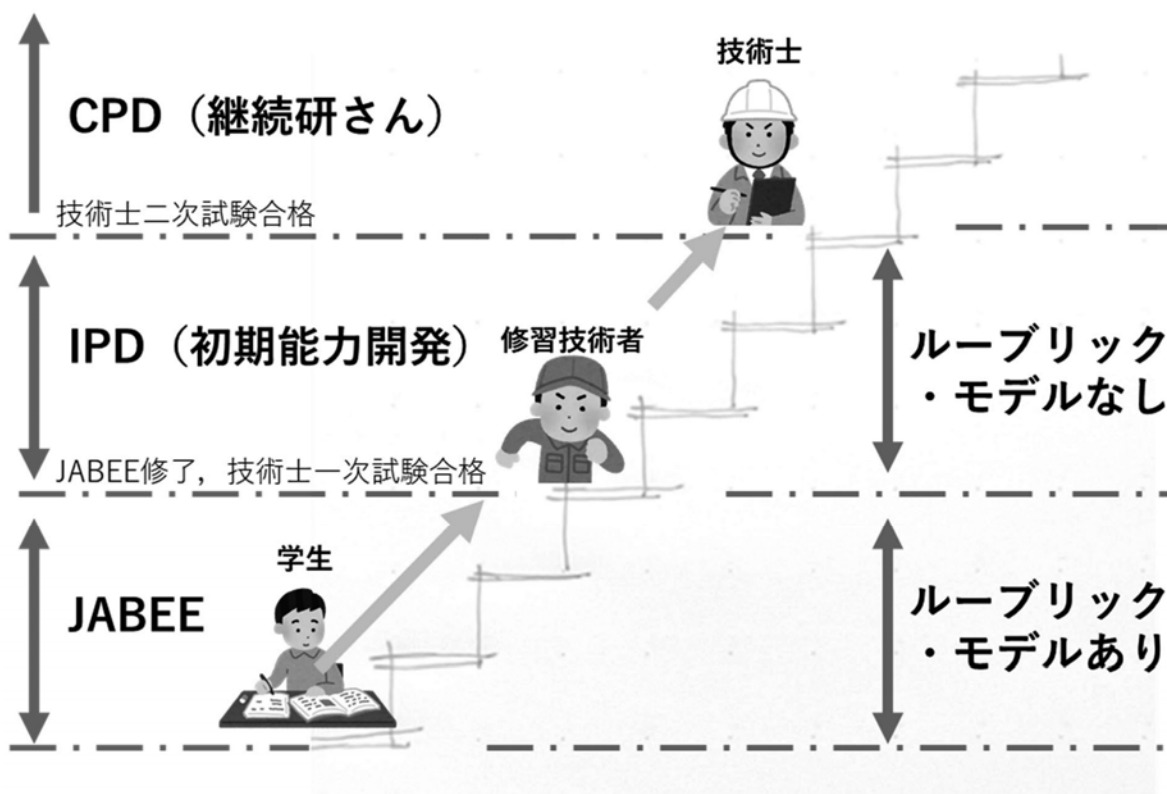 技術士
CPD（継続研さん）
技術士二次試験合格
IPD（初期能力開発）
修習技術者
ルーブリック
・モデルなし
JABEE修了，技術士一次試験合格
学生
JABEE
ルーブリック
・モデルあり